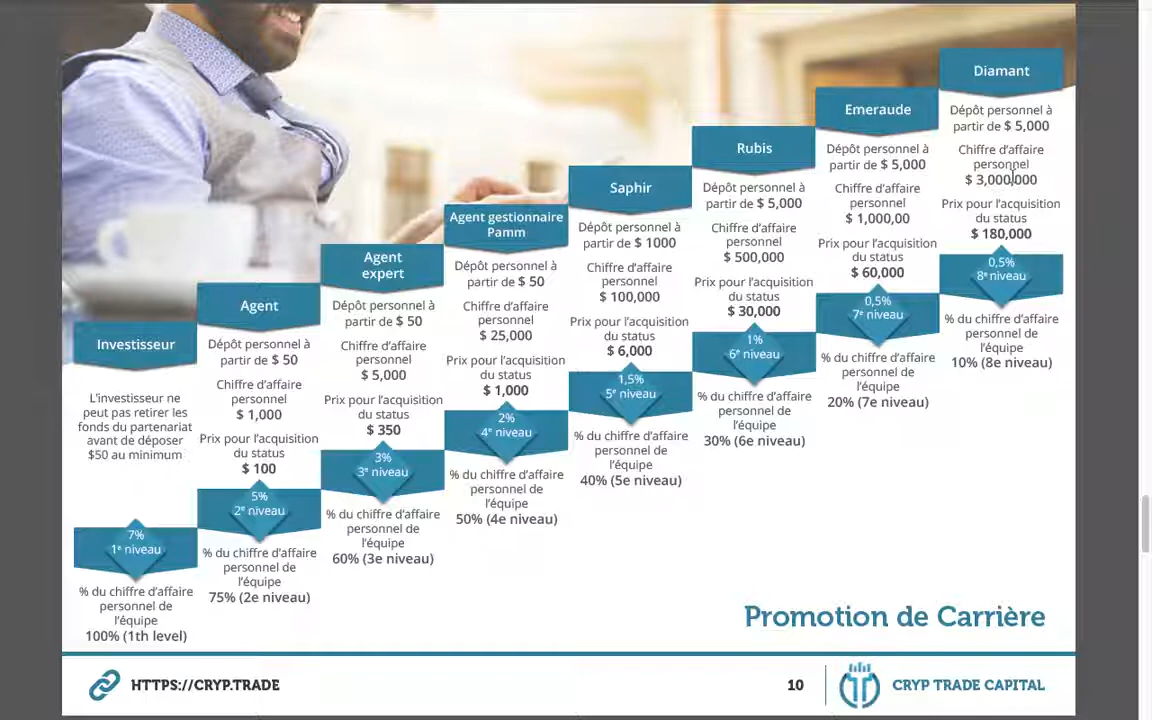 Investisseur
L'investisseur ne
peut pas retirer les
fonds du partenariat
avant de déposer
$50 au minimum
7%
1e niveau
% du chiffre d'affaire
personnel de
l'équipe
100% (1th level)
Agent
Dépôt personnel à
partir de $ 50
Chiffre d'affaire
personnel
$ 1,000
Prix pour l'acquisition
du status
$ 100
5%
2e niveau
% du chiffre d'affaire
personnel de
l'équipe
75% (2e niveau)
Agent
expert
Dépôt personnel à
partir de $ 50
Chiffre d'affaire
personnel
$ 5,000
Prix pour l'acquisition
du status
$ 350
3%
3e niveau
% du chiffre d'affaire
personnel de
l'équipe
60% (3e niveau)
Agent gestionnaire
Pamm
Dépôt personnel à
partir de $ 50
Chiffre d'affaire
personnel
$ 25,000
Prix pour l'acquisition
du status
$ 1,000
2%
4e niveau
% du chiffre d'affaire
personnel de
l'équipe
50% (4e niveau)
Saphir
Dépôt personnel à
partir de $ 1000
Chiffre d'affaire
personnel
$ 100,000
Prix pour l'acquisition
du status
$ 6,000
1,5%
5e niveau
% du chiffre d'affaire
personnel de
l'équipe
40% (5e niveau)
Rubis
Dépôt personnel à
partir de $ 5,000
Chiffre d'affaire
personnel
$ 500,000
Prix pour l'acquisition
du status
$ 30,000
1%
6e niveau
% du chiffre d'affaire
personnel de
l'équipe
30% (6e niveau)
Emeraude
Dépôt personnel à
partir de $ 5,000
Chiffre d'affaire
personnel
$ 1,000,00
Prix pour l'acquisition
du status
$ 60,000
0,5%
7e niveau
% du chiffre d'affaire
personnel de
l'équipe
20% (7e niveau)
Diamant
Dépôt personnel à
partir de $ 5,000
Chiffre d'affaire
personnel
$ 3,000,000
Prix pour l'acquisition
du status
$ 180,000
0,5%
8e niveau
% du chiffre d'affaire
personnel de
l'équipe
10% (8e niveau)
Promotion de Carrière
HTTPS://CRYP.TRADE
10
CRYP TRADE CAPITAL